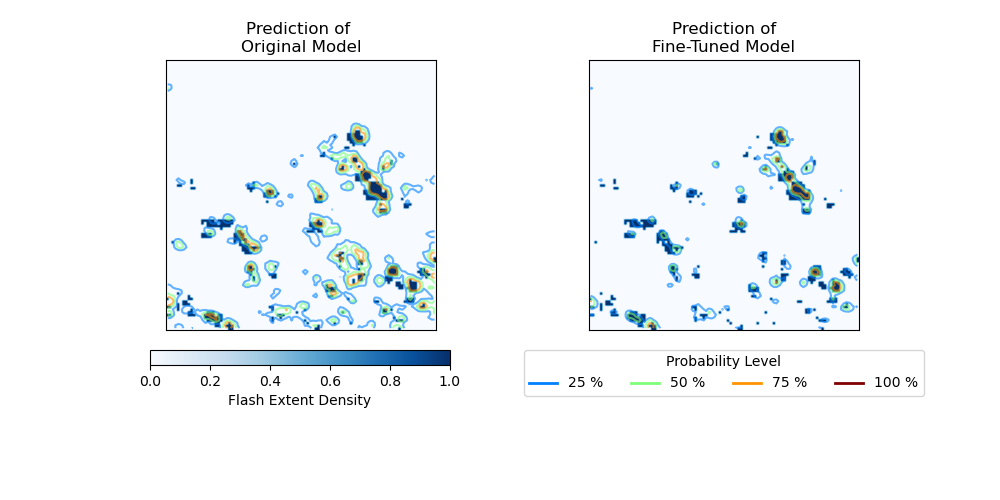 Prediction of
Original Model
Prediction of
Fine-Tuned Model
0.0 0.2 0.4 0.6 0.8 1.0
Flash Extent Density
Probability Level
25 % 50 % 75 % 100 %